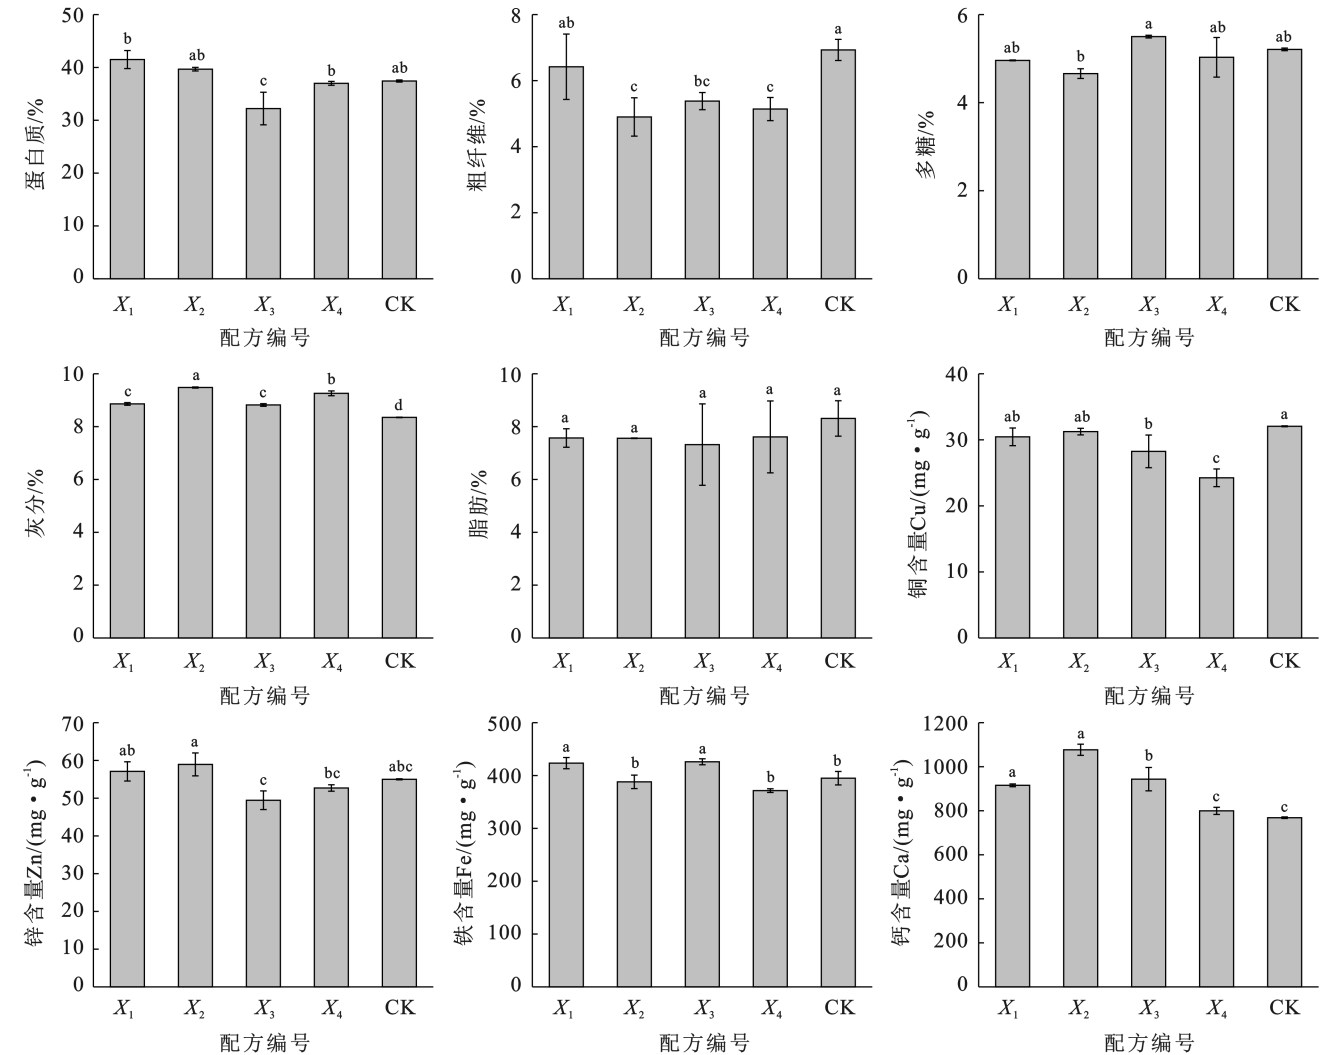 蛋白质/%
50
40
30
20
10
0
b
ab
c
b
ab
X₁ X₂ X₃ X₄ CK
配方编号
粗纤维/%
8
6
4
2
0
ab
c
bc
c
a
X₁ X₂ X₃ X₄ CK
配方编号
多糖/%
6
4
2
0
ab
b
a
ab
ab
X₁ X₂ X₃ X₄ CK
配方编号
灰分/%
10
8
6
4
2
0
c
a
c
b
d
X₁ X₂ X₃ X₄ CK
配方编号
脂肪/%
10
8
6
4
2
0
a
a
a
a
a
X₁ X₂ X₃ X₄ CK
配方编号
铜含量Cu/(mg•g⁻¹)
40
30
20
10
0
ab
ab
b
c
a
X₁ X₂ X₃ X₄ CK
配方编号
锌含量Zn/(mg•g⁻¹)
70
60
50
40
30
20
10
0
ab
a
c
bc
abc
X₁ X₂ X₃ X₄ CK
配方编号
铁含量Fe/(mg•g⁻¹)
500
400
300
200
100
0
a
b
a
b
b
X₁ X₂ X₃ X₄ CK
配方编号
钙含量Ca/(mg•g⁻¹)
1200
1000
800
600
400
200
0
a
a
b
c
c
X₁ X₂ X₃ X₄ CK
配方编号